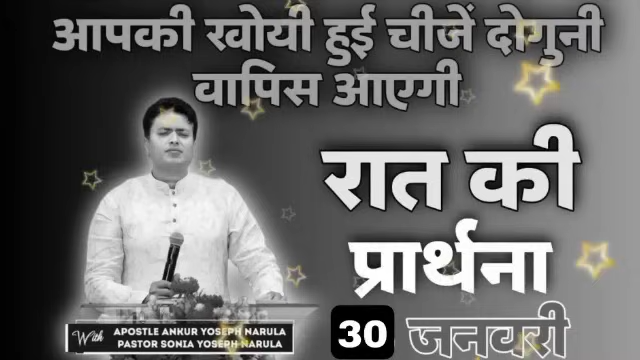 आपकी खोयी हुई चीजें दोगुनी
वापिस आएगी
रात की
प्रार्थना
30 जनवरी
With APOSTLE ANKUR YOSEPH NARULA
PASTOR SONIA YOSEPH NARULA